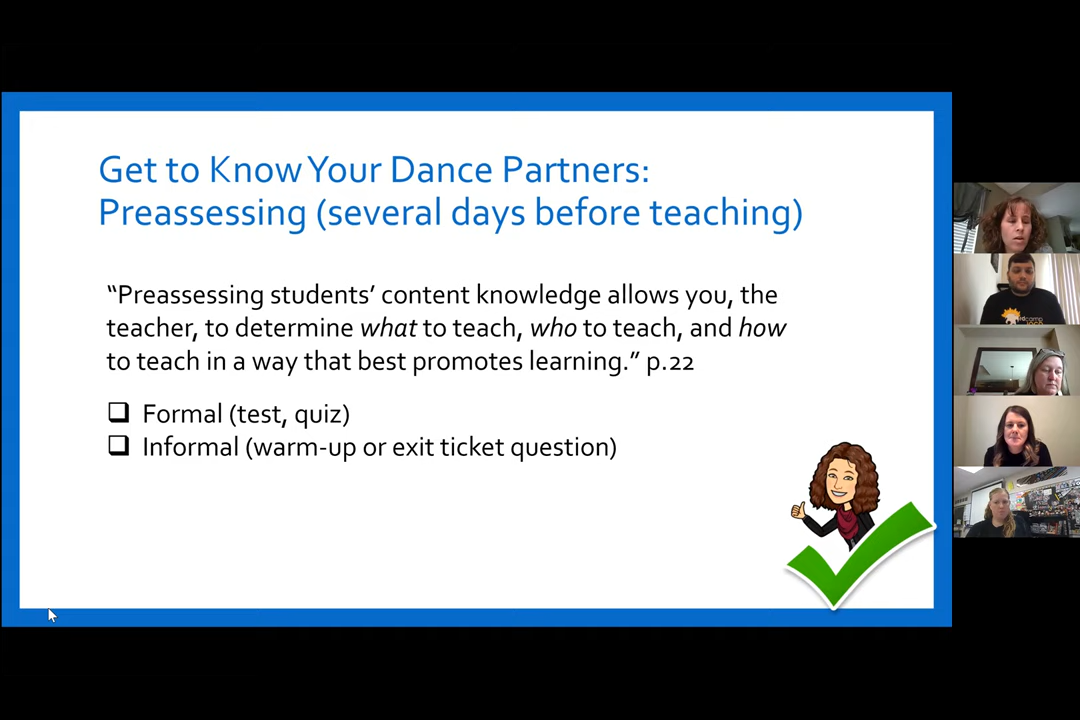 Get to Know Your Dance Partners:
Preassessing (several days before teaching)
“Preassessing students’ content knowledge allows you, the
teacher, to determine what to teach, who to teach, and how
to teach in a way that best promotes learning.” p.22
❑ Formal (test, quiz)
❑ Informal (warm-up or exit ticket question)